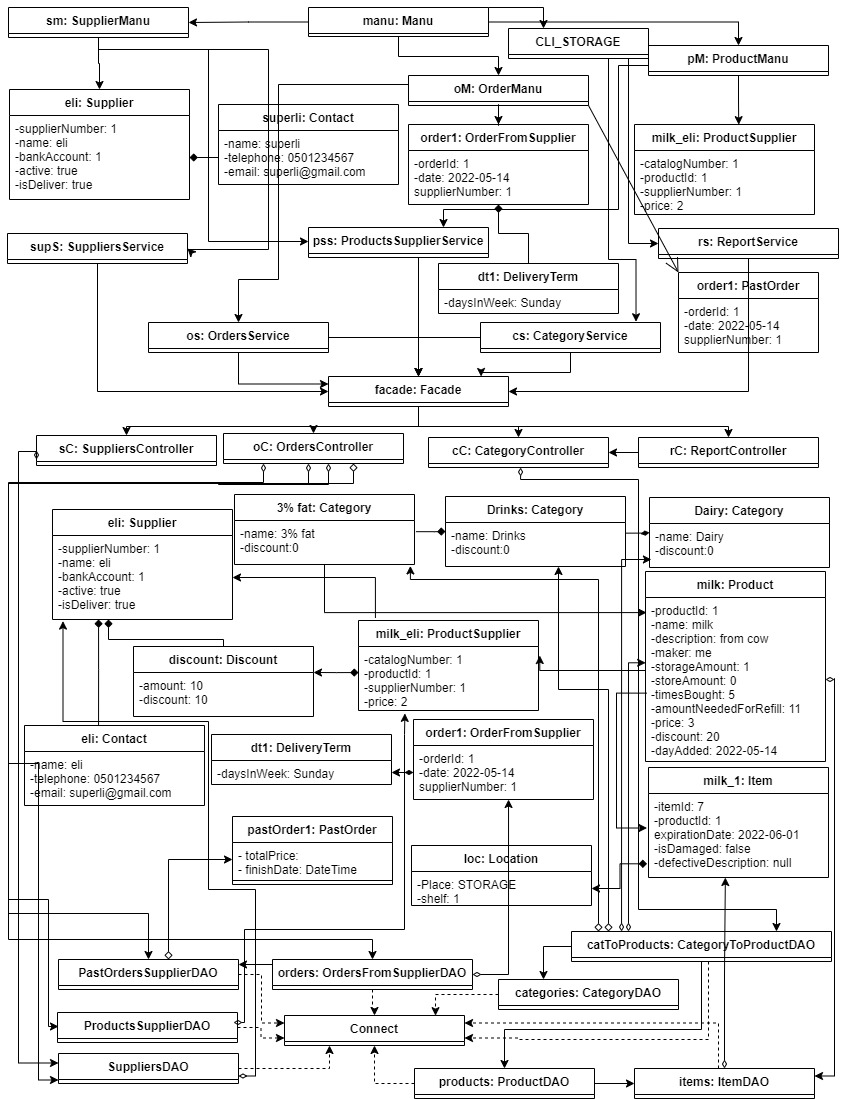 sm: SupplierManu
manu: Manu
CLI_STORAGE
pM: ProductManu
eli: Supplier
-supplierNumber: 1
-name: eli
-bankAccount: 1
-active: true
-isDeliver: true
superli: Contact
-name: superli
-telephone: 0501234567
-email: superli@gmail.com
oM: OrderManu
order1: OrderFromSupplier
-orderId: 1
-date: 2022-05-14
supplierNumber: 1
milk_eli: ProductSupplier
-catalogNumber: 1
-productId: 1
-supplierNumber: 1
-price: 2
supS: SuppliersService
pss: ProductsSupplierService
rs: ReportService
dt1: DeliveryTerm
-daysInWeek: Sunday
order1: PastOrder
-orderId: 1
-date: 2022-05-14
supplierNumber: 1
os: OrdersService
cs: CategoryService
facade: Facade
sC: SuppliersController
oC: OrdersController
cC: CategoryController
rC: ReportController
eli: Supplier
-supplierNumber: 1
-name: eli
-bankAccount: 1
-active: true
-isDeliver: true
3% fat: Category
-name: 3% fat
-discount:0
Drinks: Category
-name: Drinks
-discount:0
Dairy: Category
-name: Dairy
-discount:0
milk: Product
-productId: 1
-name: milk
-description: from cow
-maker: me
-storageAmount: 1
-storeAmount: 0
-timesBought: 5
-amountNeededForRefill: 11
-price: 3
-discount: 20
-dayAdded: 2022-05-14
discount: Discount
-amount: 10
-discount: 10
milk_eli: ProductSupplier
-catalogNumber: 1
-productId: 1
-supplierNumber: 1
-price: 2
eli: Contact
-name: eli
-telephone: 0501234567
-email: superli@gmail.com
dt1: DeliveryTerm
-daysInWeek: Sunday
order1: OrderFromSupplier
-orderId: 1
-date: 2022-05-14
supplierNumber: 1
milk_1: Item
-itemId: 7
-productId: 1
expirationDate: 2022-06-01
-isDamaged: false
-defectiveDescription: null
pastOrder1: PastOrder
- totalPrice:
- finishDate: DateTime
loc: Location
-Place: STORAGE
-shelf: 1
catToProducts: CategoryToProductDAO
PastOrdersSupplierDAO
orders: OrdersFromSupplierDAO
categories: CategoryDAO
ProductsSupplierDAO
Connect
SuppliersDAO
products: ProductDAO
items: ItemDAO